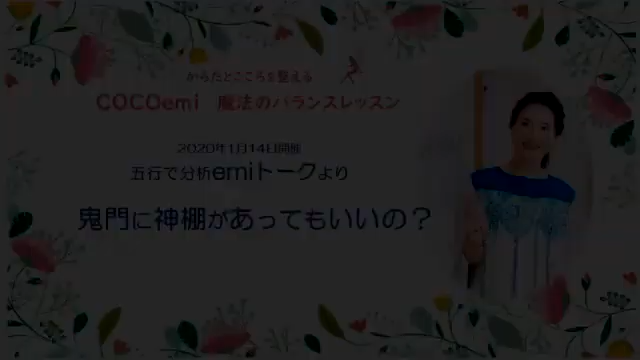 からだとこころを整える
COCOemi 魔法のバランスレッスン
2020年1月14日開催
五行で分析emiトークより
鬼門に神棚があってもいいの？